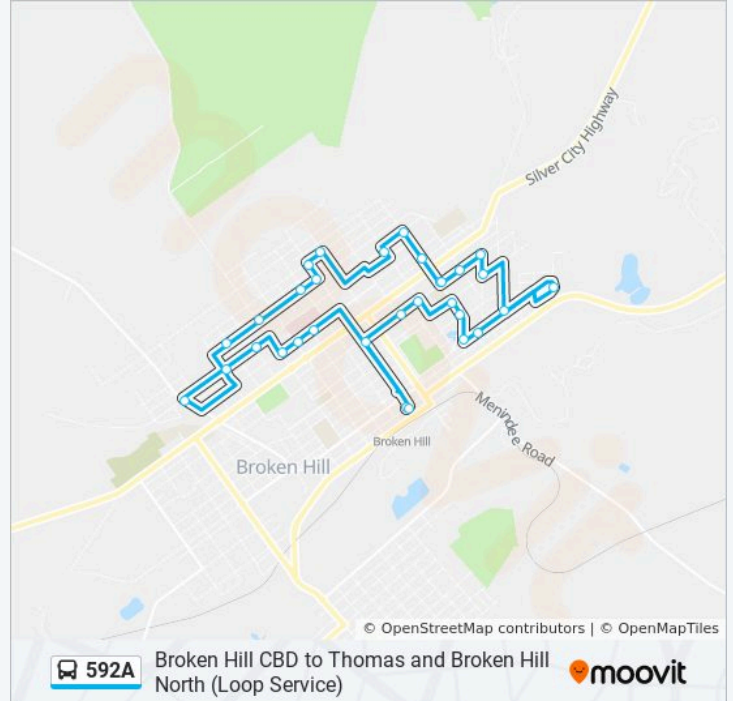 Silver City Highway
Menindee Road
Broken Hill
Broken Hill
© OpenStreetMap contributors | © OpenMapTiles
592A
Broken Hill CBD to Thomas and Broken Hill
North (Loop Service)
moovit